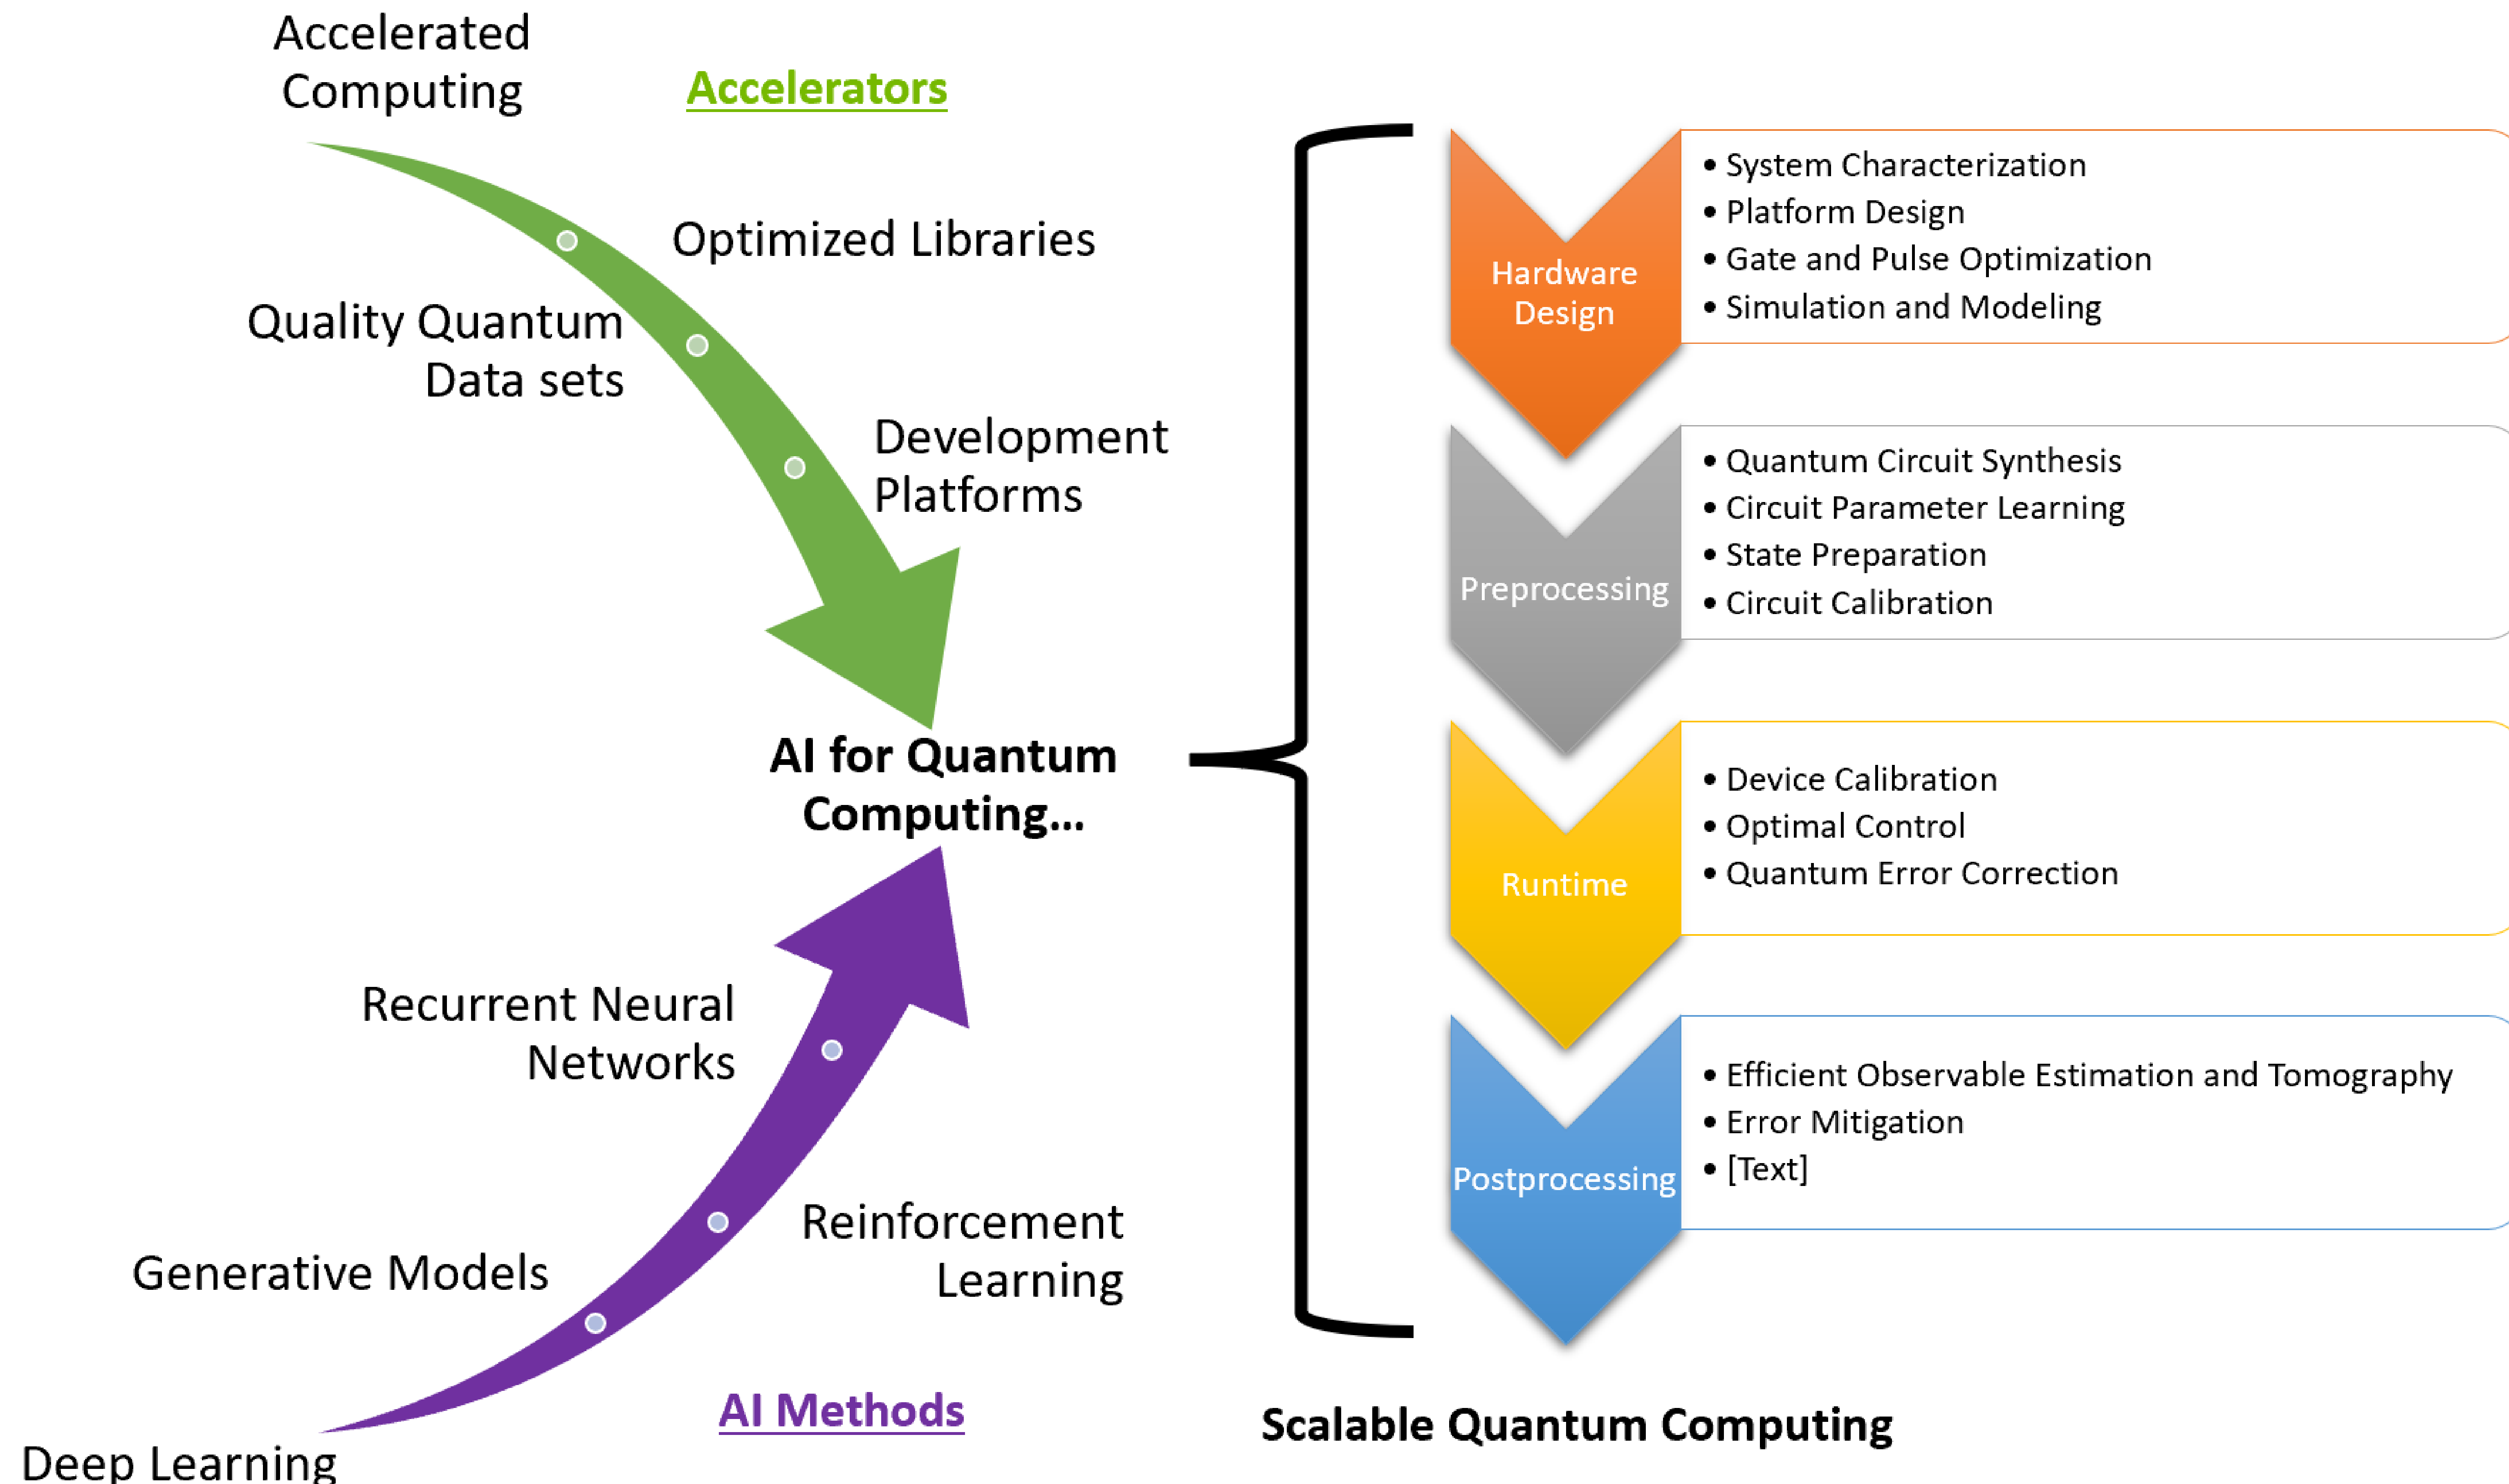 Accelerated
Computing
Accelerators
Optimized Libraries
Quality Quantum
Data sets
Development
Platforms
AI for Quantum
Computing...
Recurrent Neural
Networks
Reinforcement
Learning
Generative Models
AI Methods
Deep Learning
Hardware
Design
• System Characterization
• Platform Design
• Gate and Pulse Optimization
• Simulation and Modeling
Preprocessing
• Quantum Circuit Synthesis
• Circuit Parameter Learning
• State Preparation
• Circuit Calibration
Runtime
• Device Calibration
• Optimal Control
• Quantum Error Correction
Postprocessing
• Efficient Observable Estimation and Tomography
• Error Mitigation
• [Text]
Scalable Quantum Computing